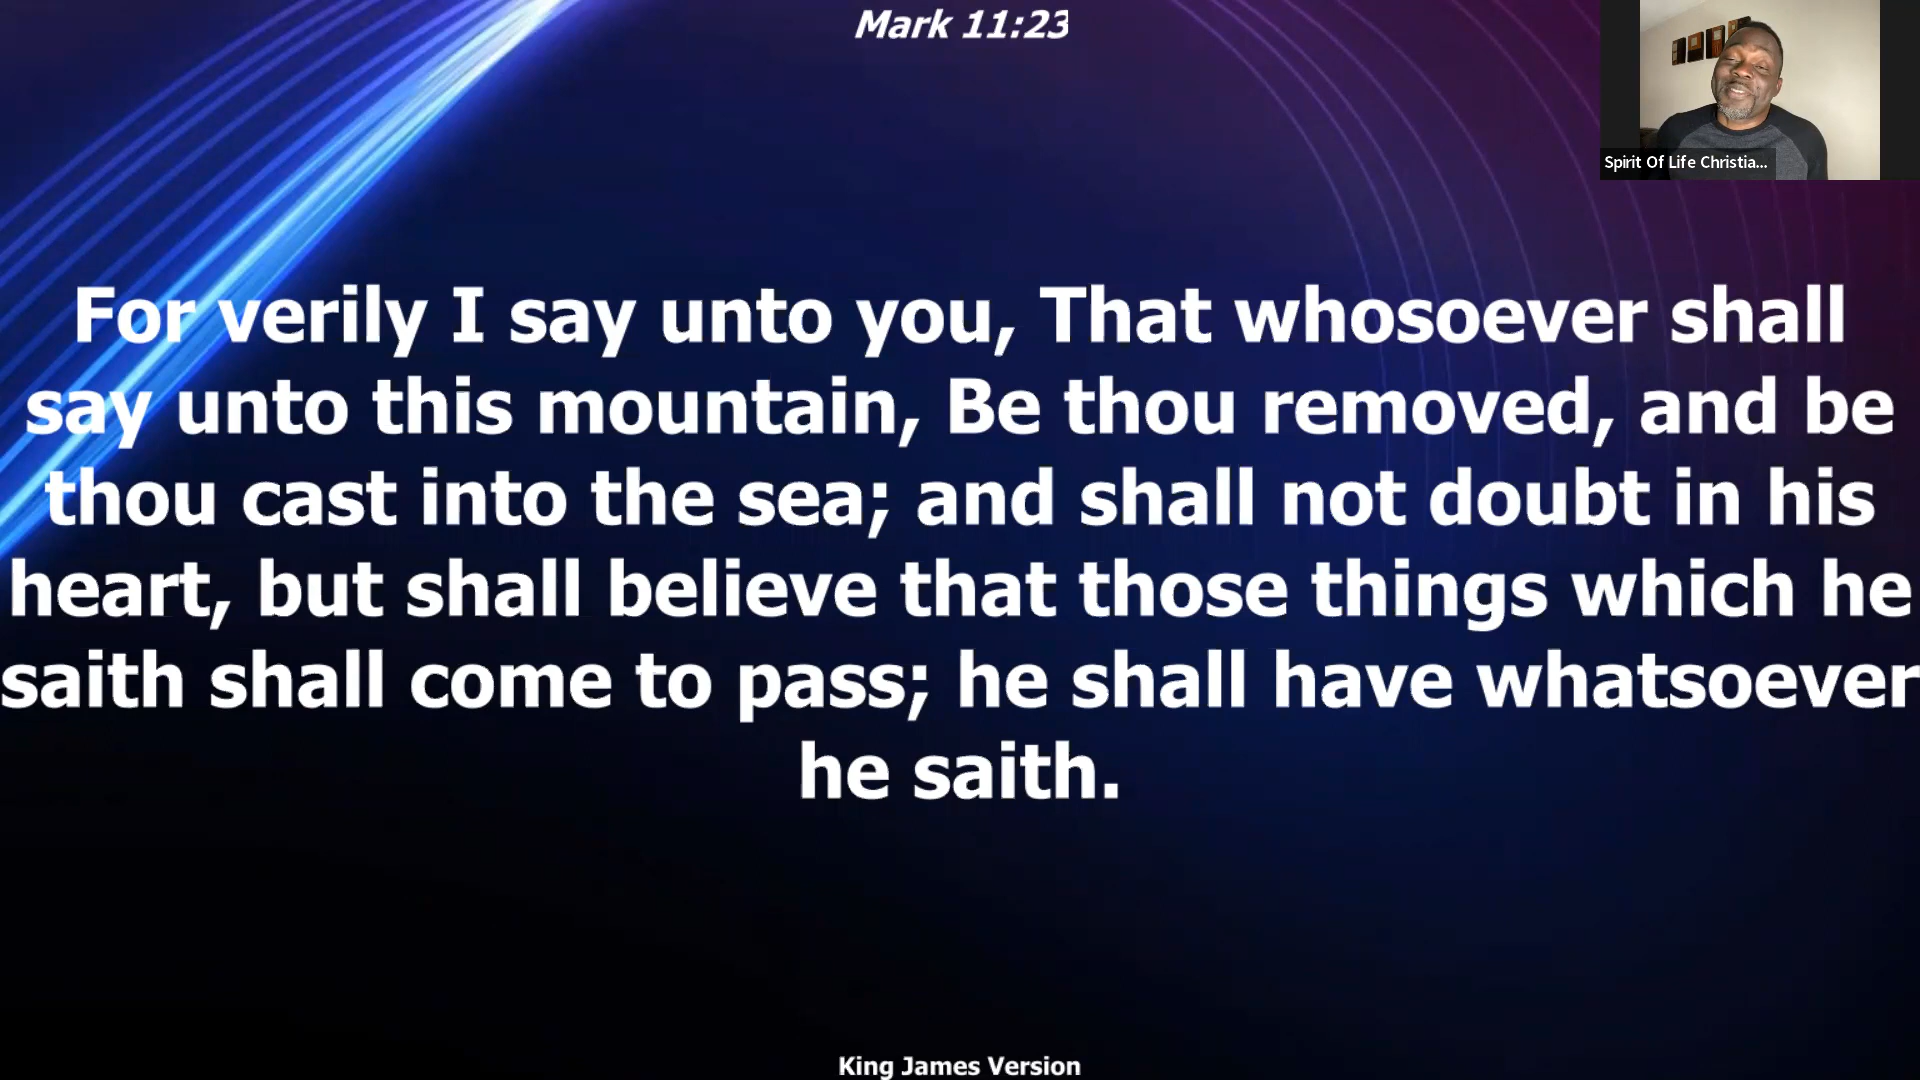 Mark 11:23
Spirit Of Life Christia...
For verily I say unto you, That whosoever shall
say unto this mountain, Be thou removed, and be
thou cast into the sea; and shall not doubt in his
heart, but shall believe that those things which he
saith shall come to pass; he shall have whatsoever
he saith.
King James Version